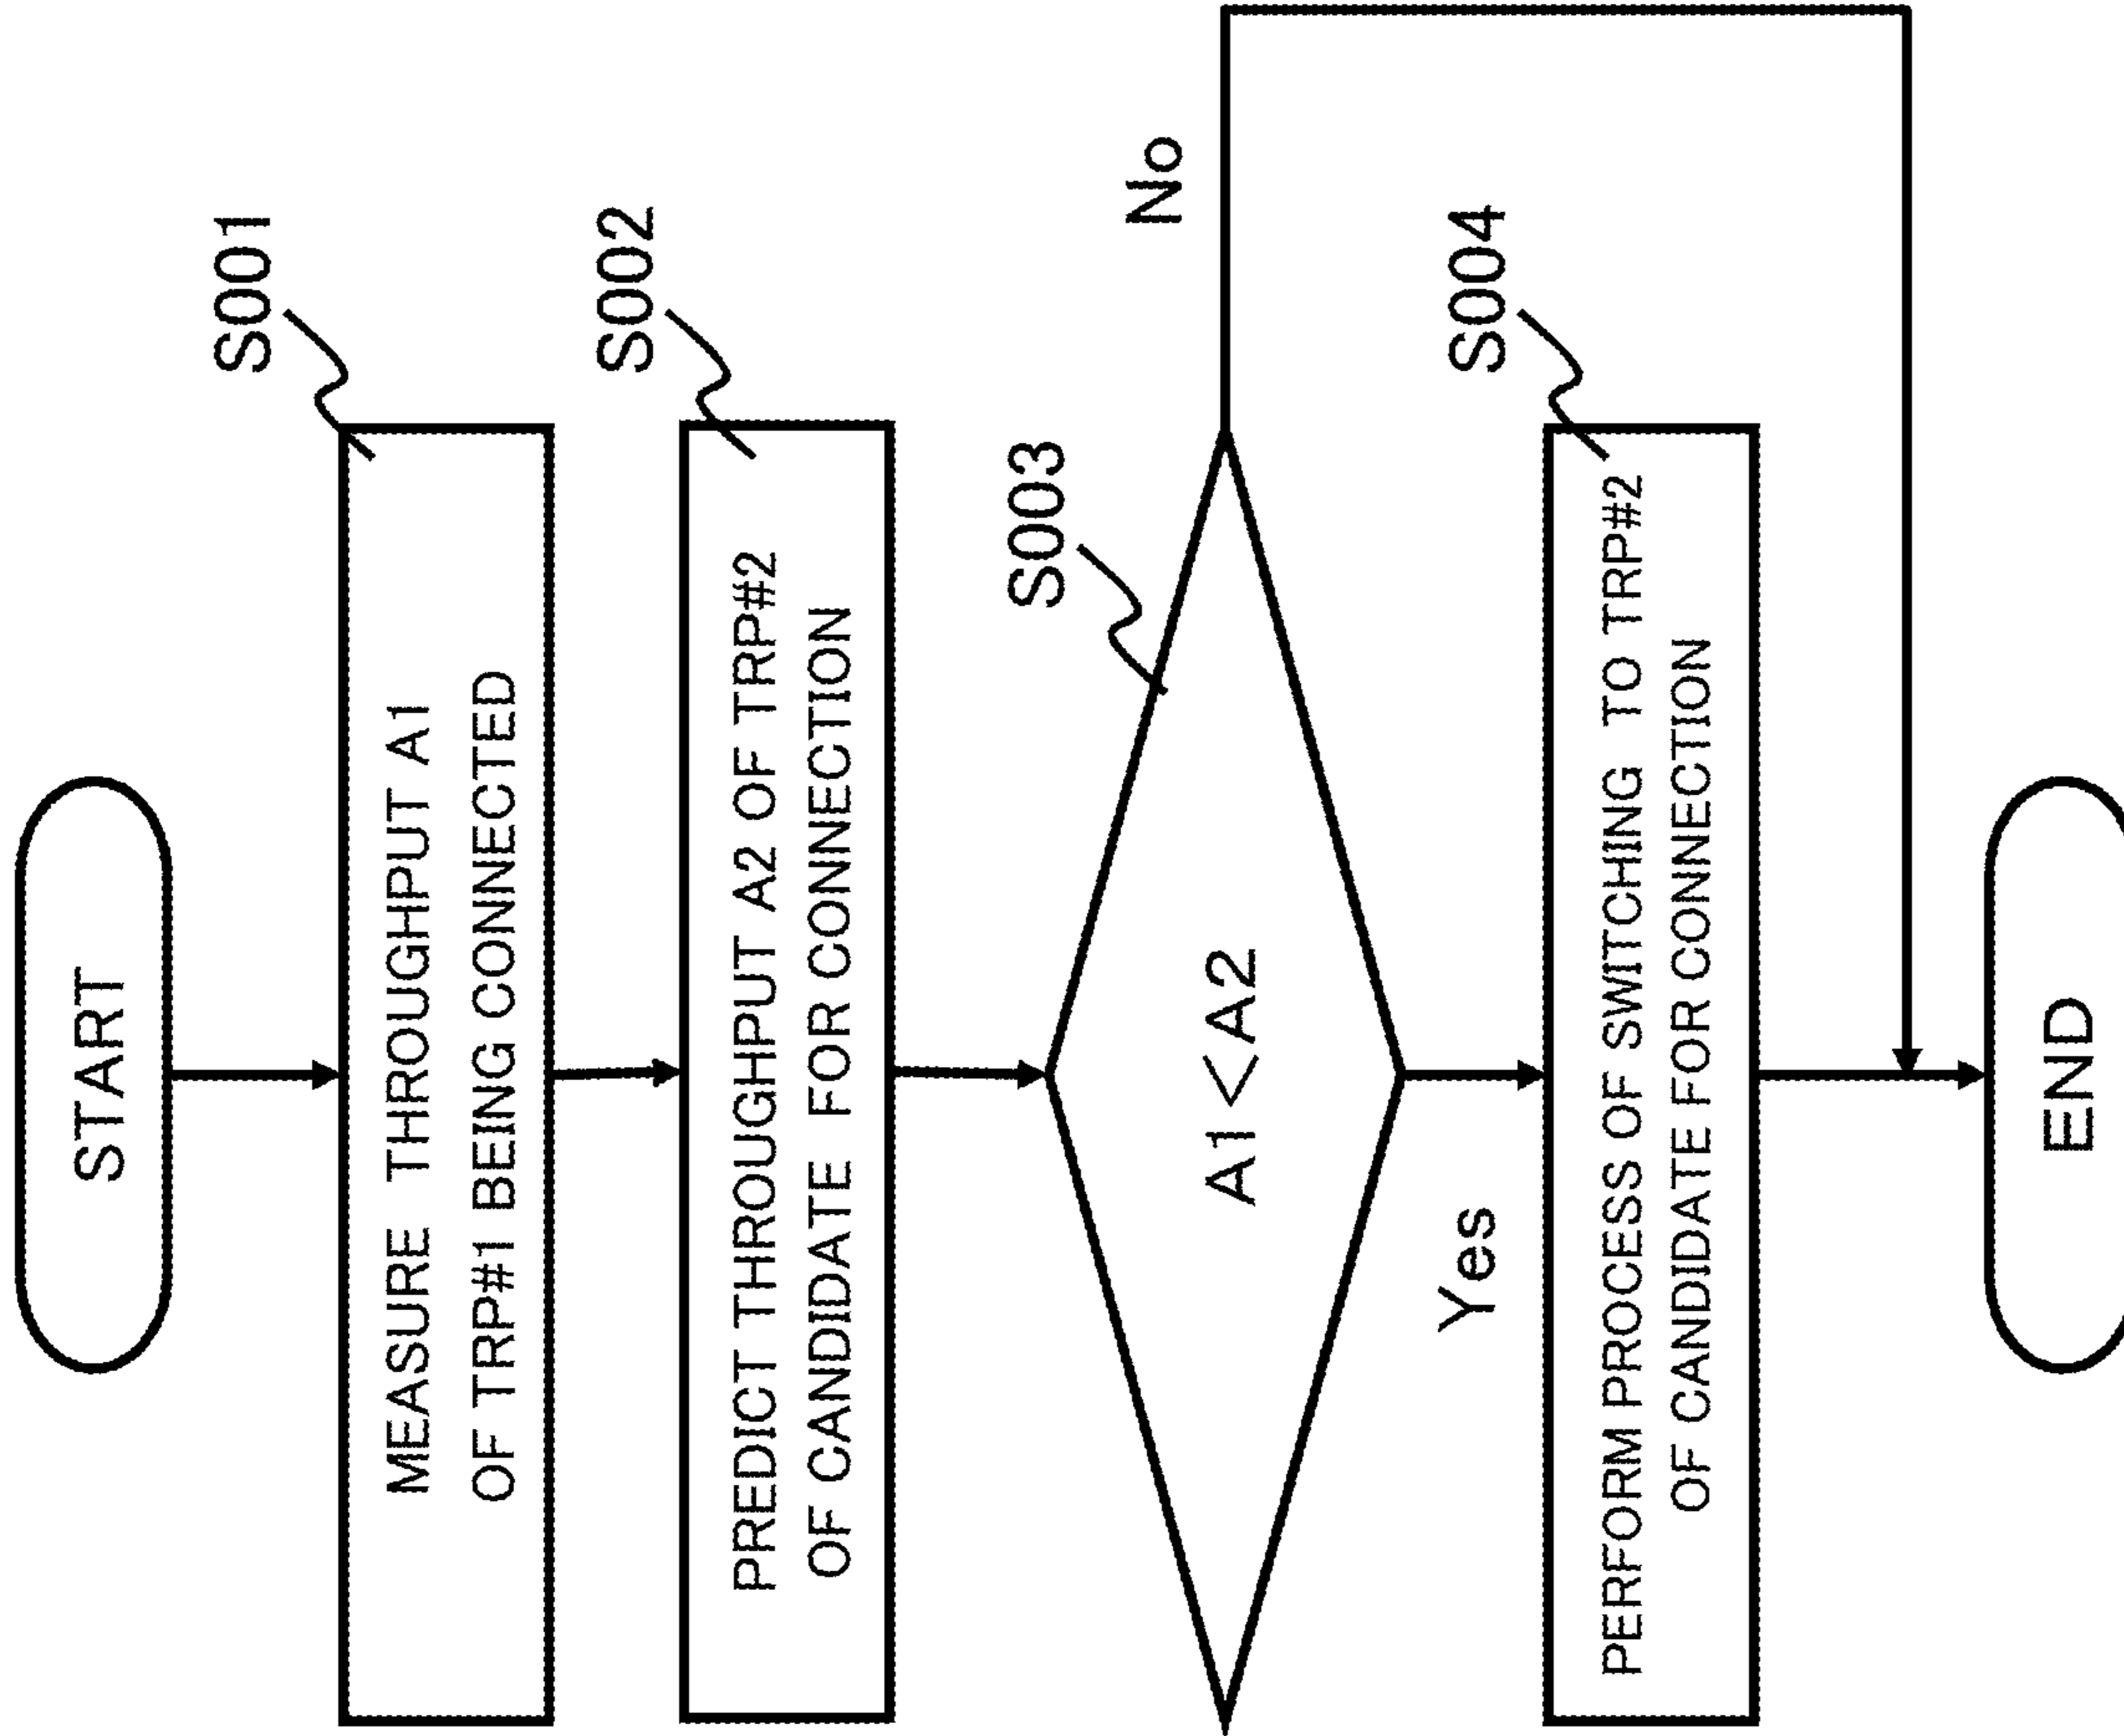 START
S001
MEASURE THROUGHPUT A1
OF TRP#1 BEING CONNECTED
S002
PREDICT THROUGHPUT A2 OF TRP#2
OF CANDIDATE FOR CONNECTION
S003
A1<A2
No
Yes
S004
PERFORM PROCESS OF SWITCHING TO TRP#2
OF CANDIDATE FOR CONNECTION
END